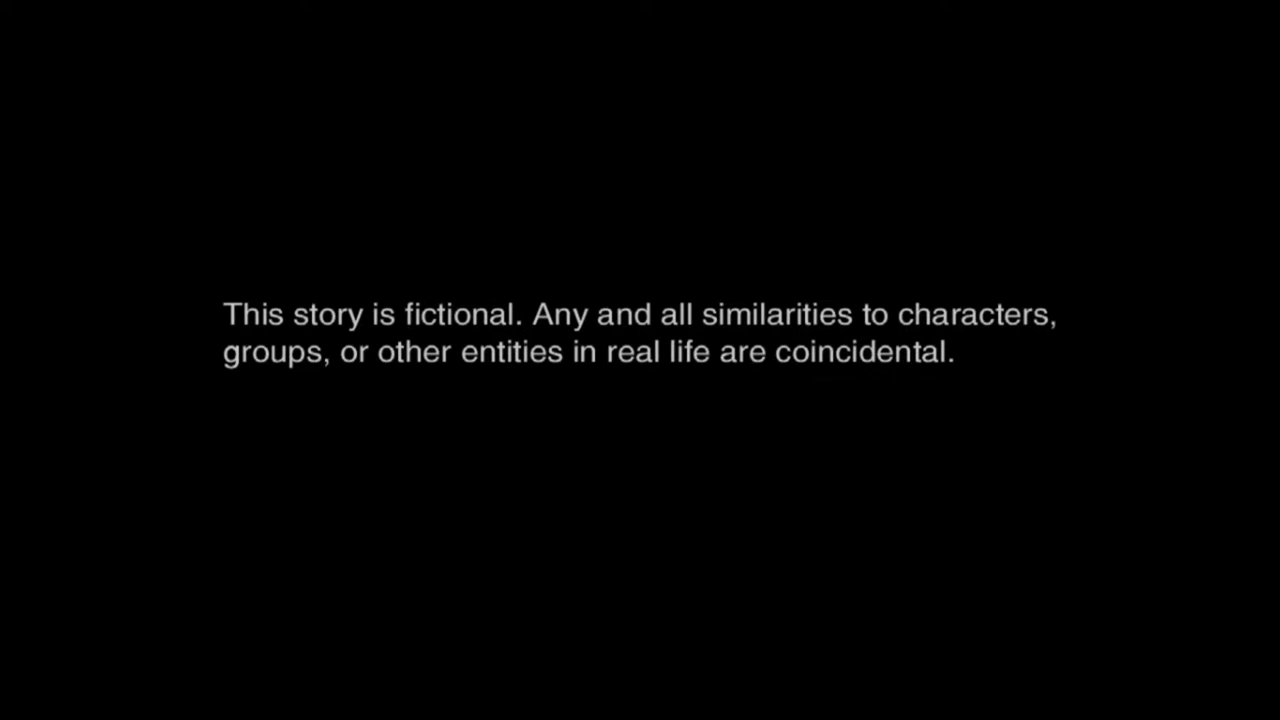 This story is fictional. Any and all similarities to characters,
groups, or other entities in real life are coincidental.